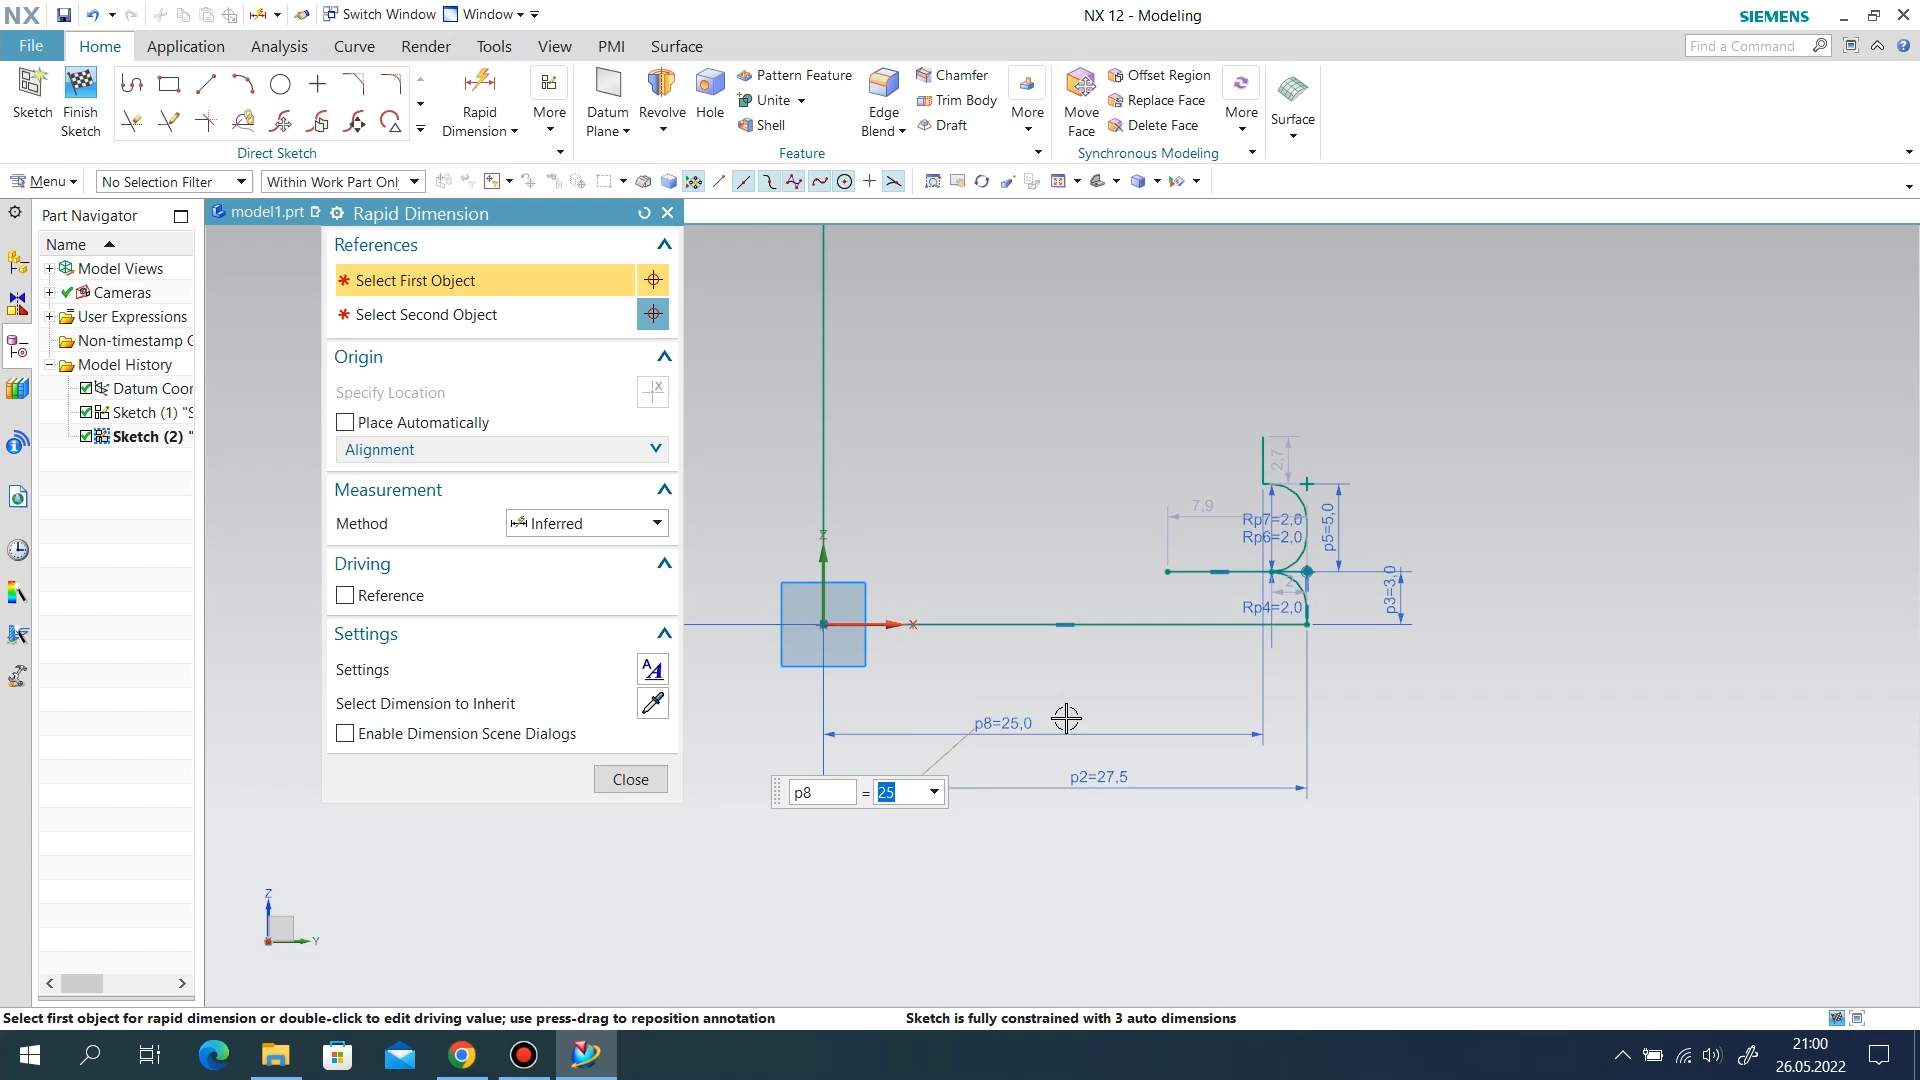 NX
Switch Window
Window
NX 12 - Modeling
SIEMENS
File
Home
Application
Analysis
Curve
Render
Tools
View
PMI
Surface
Find a Command
Sketch
Finish
Sketch
Rapid
Dimension
More
Datum
Plane
Revolve
Hole
Pattern Feature
Unite
Shell
Edge
Blend
Chamfer
Trim Body
Draft
More
Move
Face
Offset Region
Replace Face
Delete Face
More
Surface
Direct Sketch
Feature
Synchronous Modeling
Menu
No Selection Filter
Within Work Part Onl
Part Navigator
model1.prt
Rapid Dimension
Name
Model Views
Cameras
User Expressions
Non-timestamp G
Model History
Datum Coor
Sketch (1) "S
Sketch (2) "
References
* Select First Object
* Select Second Object
Origin
Specify Location
Place Automatically
Alignment
Measurement
Method
Inferred
Driving
Reference
Settings
Settings
Select Dimension to Inherit
Enable Dimension Scene Dialogs
Close
2,7
7,9
Rp7=2,0
Rp6=2,0
p5=5,0
2
p3=3,0
Rp4=2,0
Z
X
p8=25,0
p2=27,5
p8 = 25
Z
Y
Select first object for rapid dimension or double-click to edit driving value; use press-drag to reposition annotation
Sketch is fully constrained with 3 auto dimensions
21:00
26.05.2022